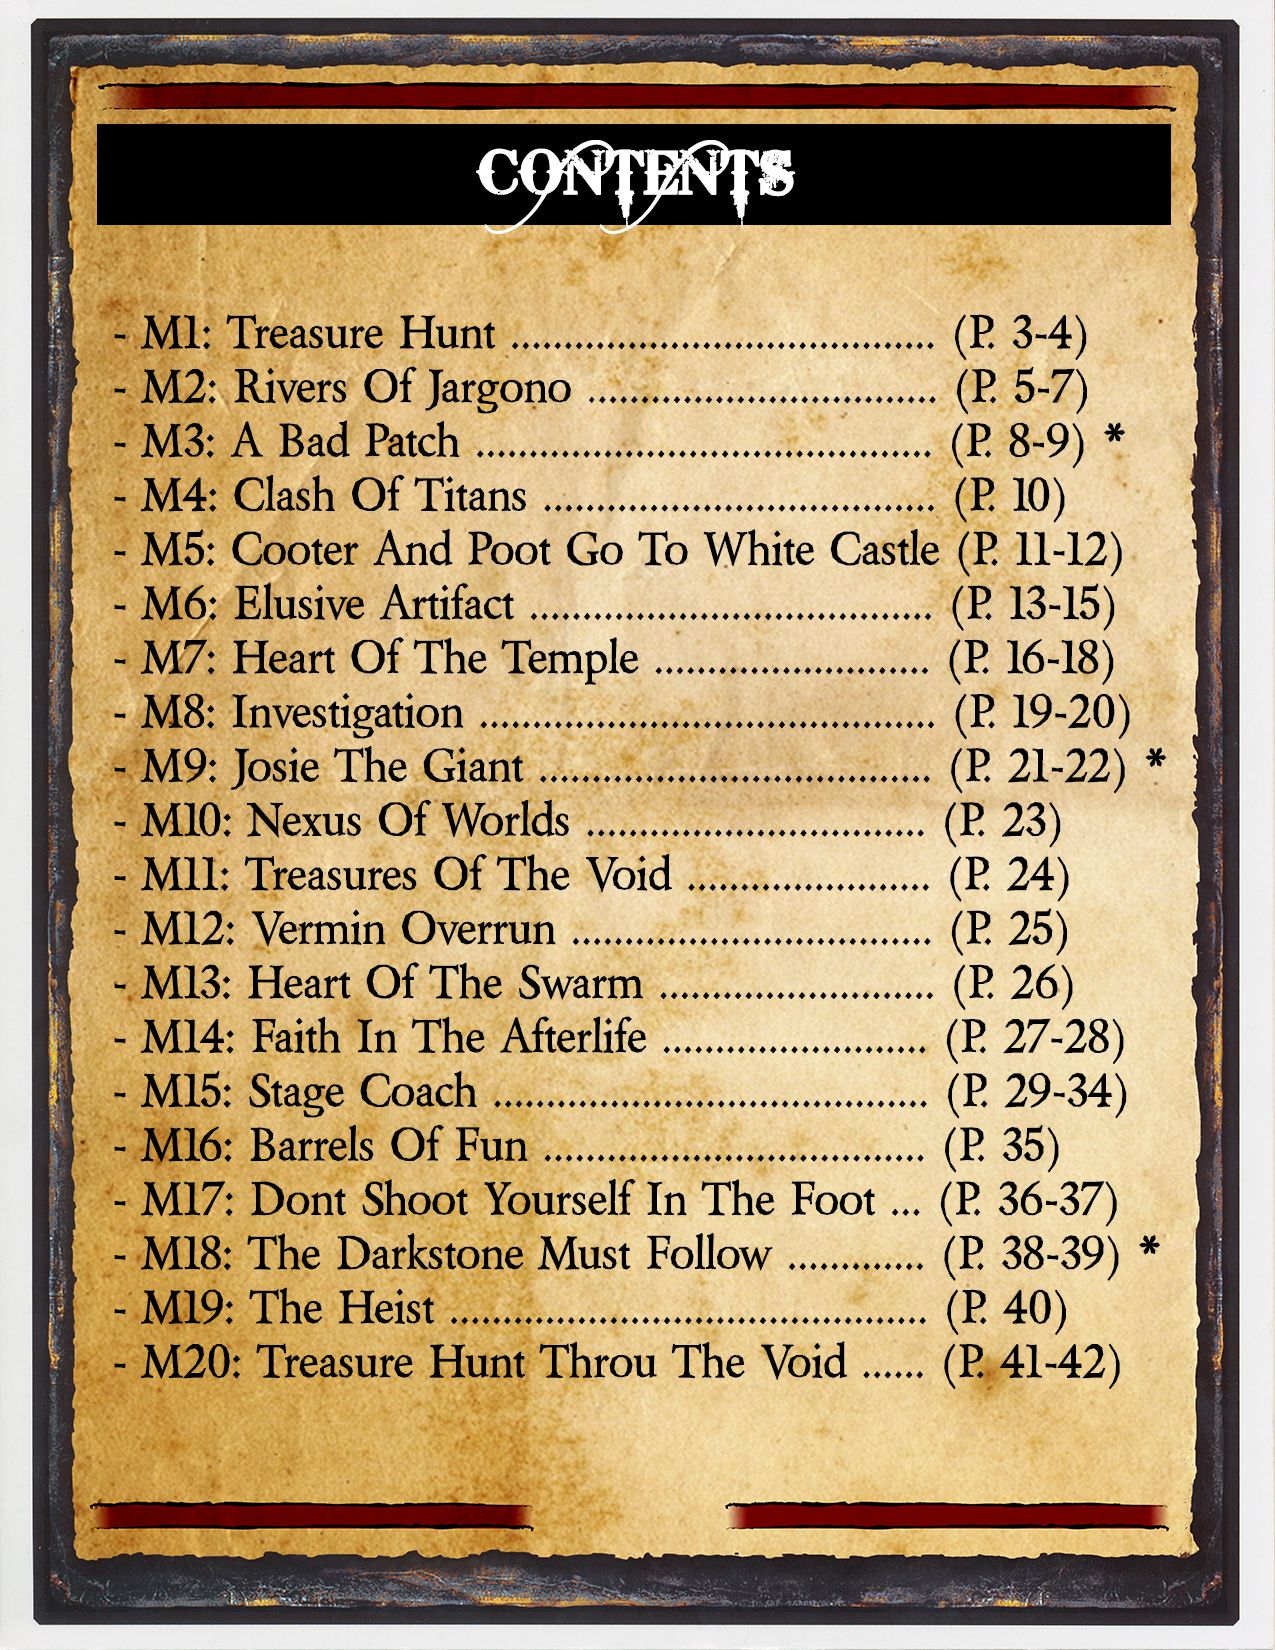 CONTENTS
- M1: Treasure Hunt ........................................ (P. 3-4)
- M2: Rivers Of Jargono ................................. (P. 5-7)
- M3: A Bad Patch ........................................... (P. 8-9) *
- M4: Clash Of Titans ..................................... (P. 10)
- M5: Cooter And Poot Go To White Castle (P. 11-12)
- M6: Elusive Artifact ...................................... (P. 13-15)
- M7: Heart Of The Temple .......................... (P. 16-18)
- M8: Investigation ........................................... (P. 19-20)
- M9: Josie The Giant ..................................... (P. 21-22) *
- M10: Nexus Of Worlds ................................ (P. 23)
- M11: Treasures Of The Void ....................... (P. 24)
- M12: Vermin Overrun .................................. (P. 25)
- M13: Heart Of The Swarm .......................... (P. 26)
- M14: Faith In The Afterlife ......................... (P. 27-28)
- M15: Stage Coach ......................................... (P. 29-34)
- M16: Barrels Of Fun .................................... (P. 35)
- M17: Dont Shoot Yourself In The Foot ... (P. 36-37)
- M18: The Darkstone Must Follow ............. (P. 38-39) *
- M19: The Heist ............................................. (P. 40)
- M20: Treasure Hunt Throu The Void ...... (P. 41-42)